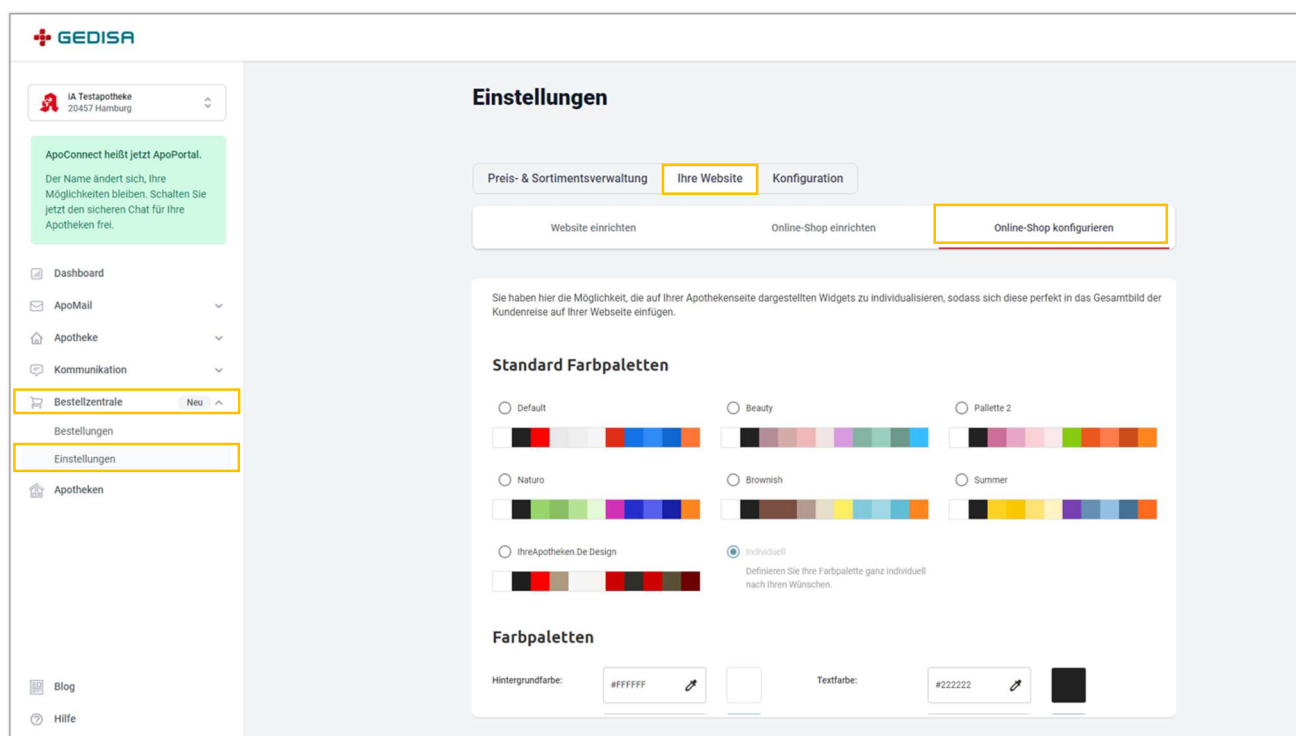 GEDISA
iA Testapotheke
20457 Hamburg
ApoConnect heißt jetzt ApoPortal.
Der Name ändert sich, Ihre
Möglichkeiten bleiben. Schalten Sie
jetzt den sicheren Chat für Ihre
Apotheken frei.
Dashboard
ApoMail
Apotheke
Kommunikation
Bestellzentrale Neu
Bestellungen
Einstellungen
Apotheken
Blog
Hilfe
Einstellungen
Preis- & Sortimentsverwaltung Ihre Website Konfiguration
Website einrichten Online-Shop einrichten Online-Shop konfigurieren
Sie haben hier die Möglichkeit, die auf Ihrer Apothekenseite dargestellten Widgets zu individualisieren, sodass sich diese perfekt in das Gesamtbild der
Kundenreise auf Ihrer Webseite einfügen.
Standard Farbpaletten
Default Beauty Pallette 2
Naturo Brownish Summer
IhreApotheken.De Design Individuell
Definieren Sie Ihre Farbpalette ganz individuell
nach Ihren Wünschen.
Farbpaletten
Hintergrundfarbe: #FFFFFF Textfarbe: #222222